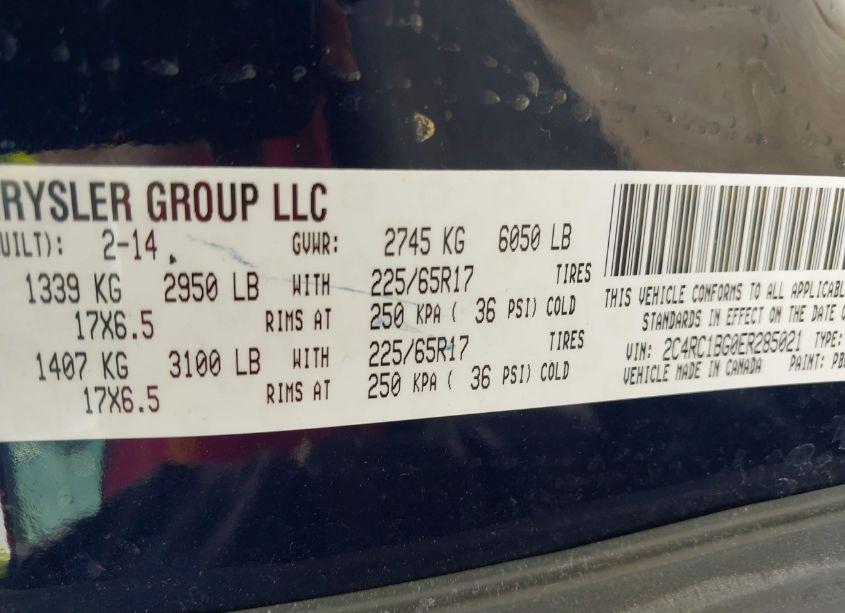 RYSLER GROUP LLC
UILT): 2-14 GVWR: 2745 KG 6050 LB
1339 KG 2950 LB WITH 225/65R17 TIRES
17X6.5 RIMS AT 250 KPA ( 36 PSI) COLD
1407 KG 3100 LB WITH 225/65R17 TIRES
17X6.5 RIMS AT 250 KPA ( 36 PSI) COLD
THIS VEHICLE CONFORMS TO ALL APPLICABLE
STANDARDS IN EFFECT ON THE DATE O
VIN: 2C4RC1BG0ER285021 TYPE:
VEHICLE MADE IN CANADA PAINT: PB